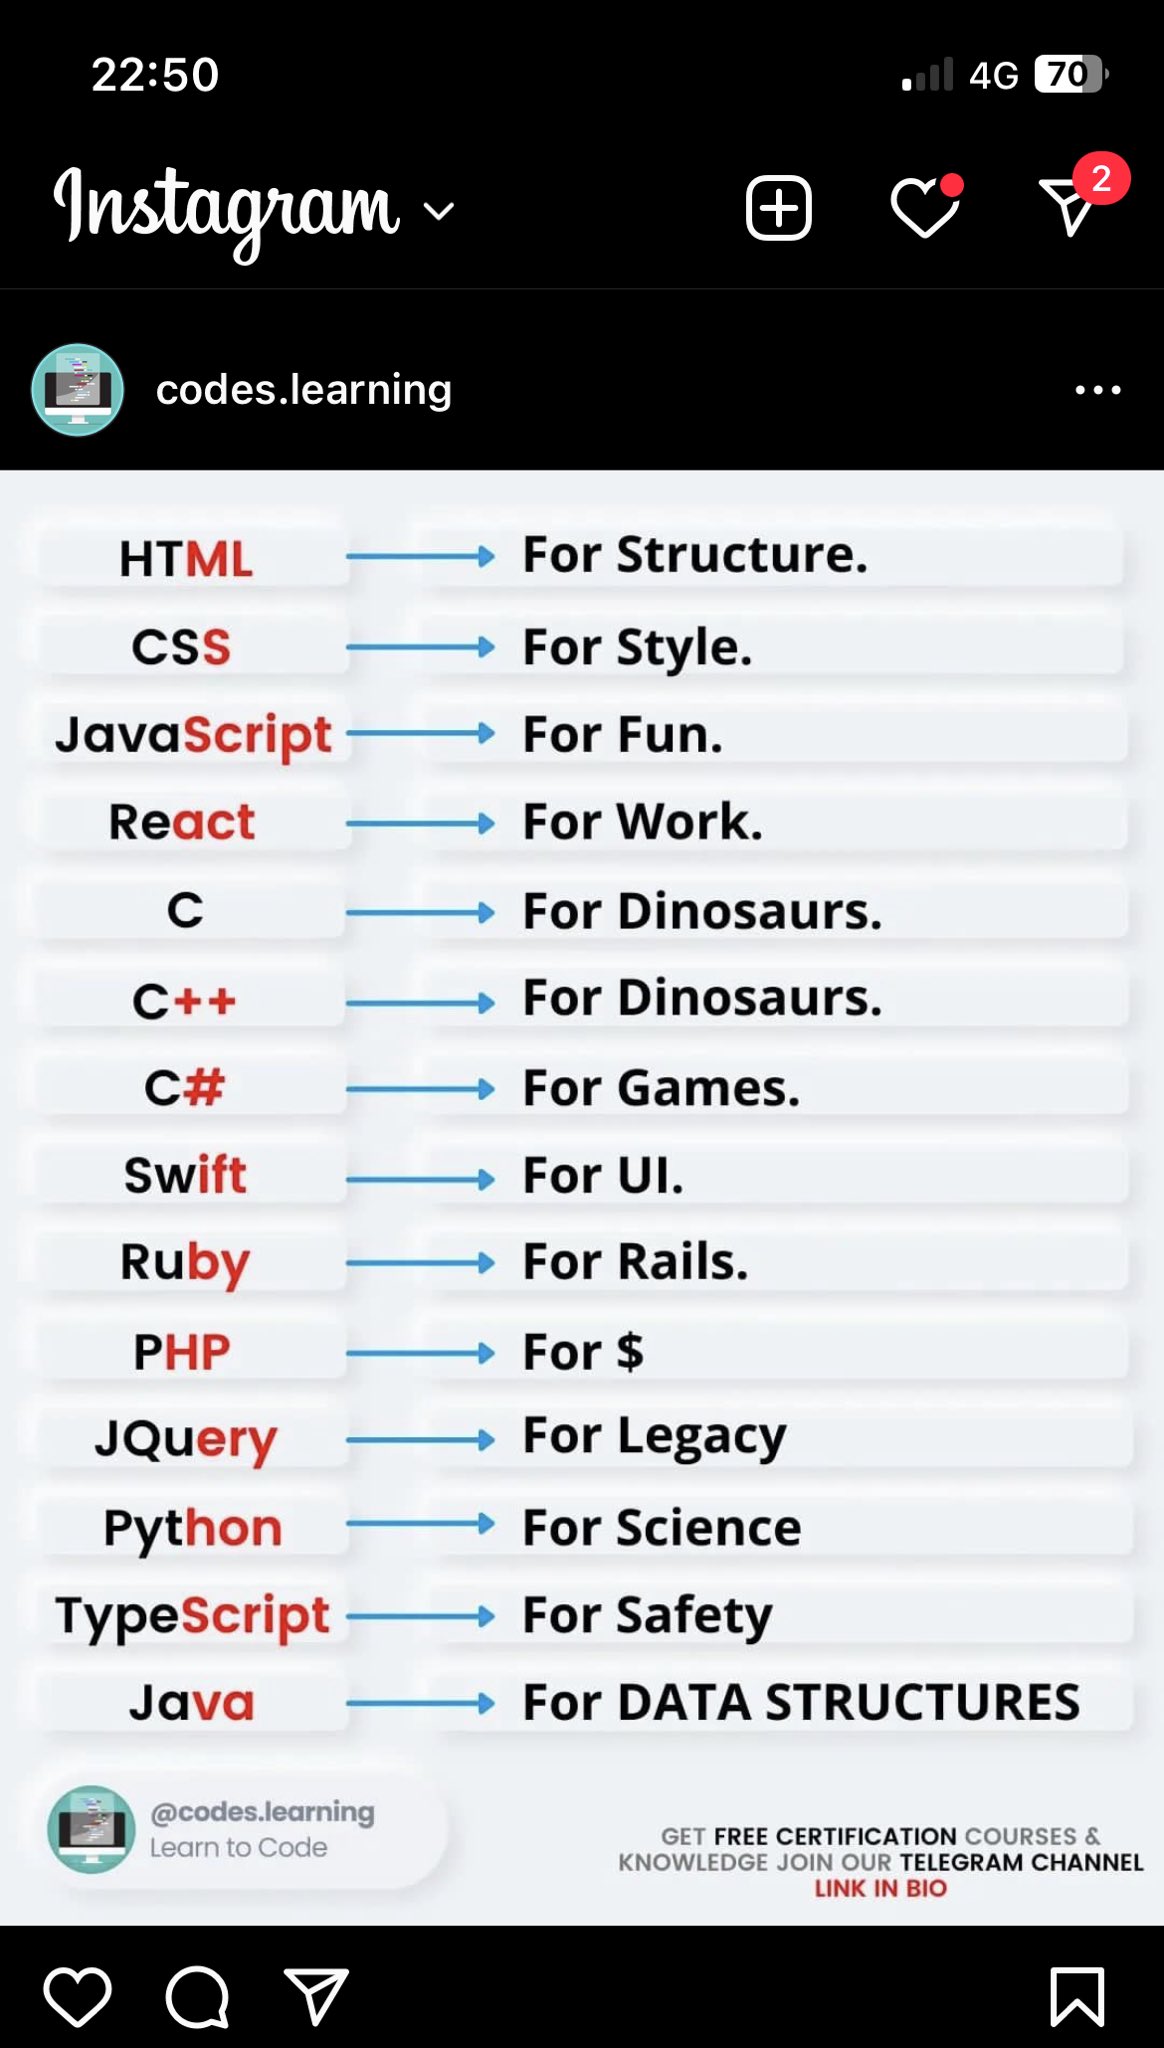 22:50 4G 70
Instagram 2
codes.learning
HTML For Structure.
CSS For Style.
JavaScript For Fun.
React For Work.
C For Dinosaurs.
C++ For Dinosaurs.
C# For Games.
Swift For UI.
Ruby For Rails.
PHP For $
JQuery For Legacy
Python For Science
TypeScript For Safety
Java For DATA STRUCTURES
@codes.learning
Learn to Code
GET FREE CERTIFICATION COURSES &
KNOWLEDGE JOIN OUR TELEGRAM CHANNEL
LINK IN BIO